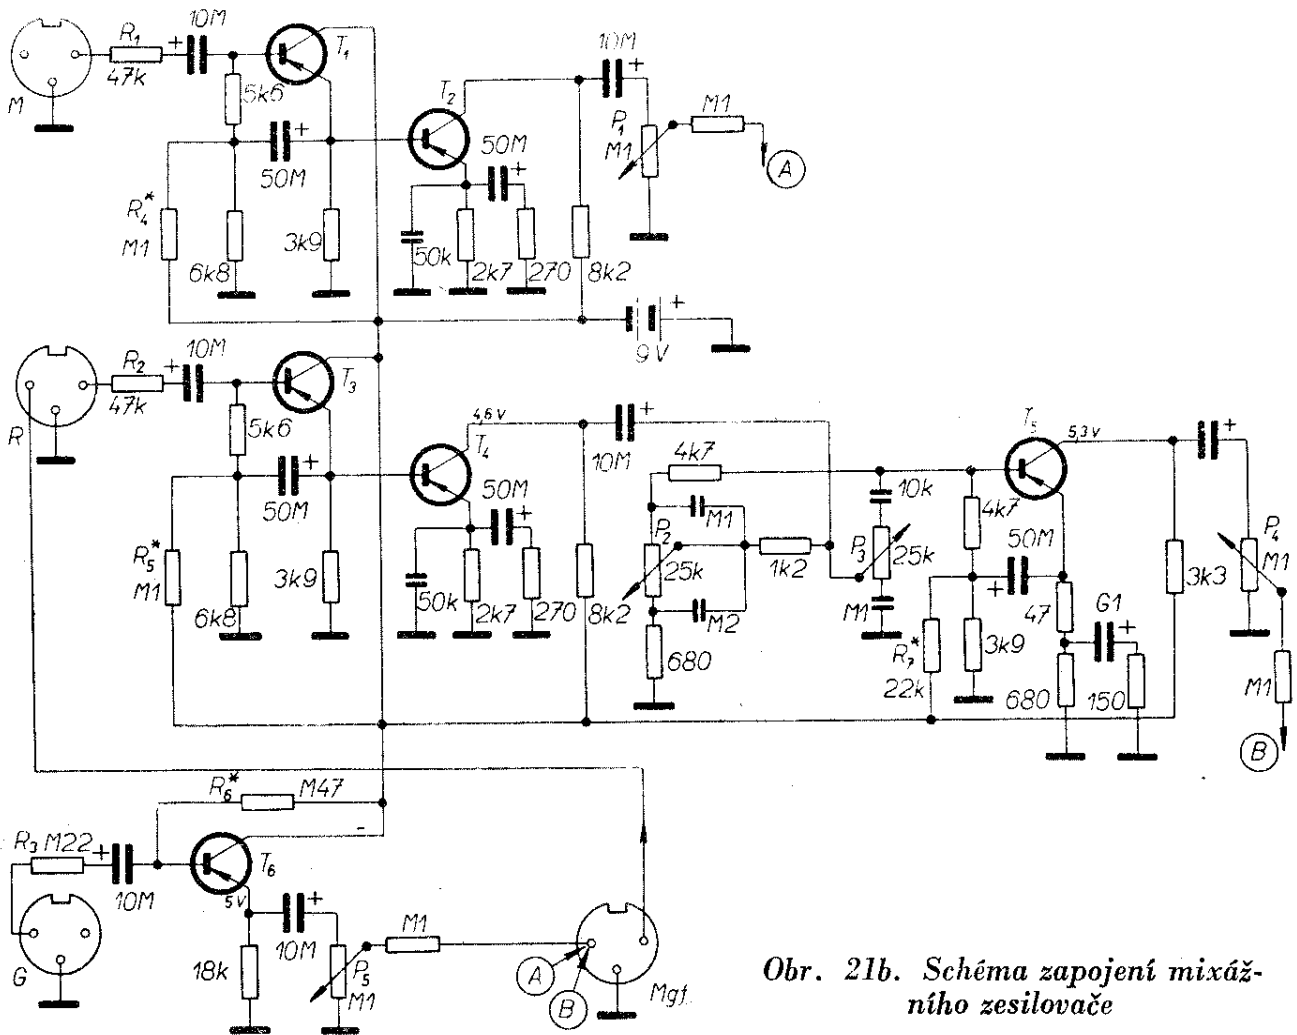 10M
R1
47k
+
T1
M
5k6
50M
+
R4*
M1
6k8
3k9
T2
50M
+
50k
2k7
270
8k2
10M
+
P1
M1
M1
A
9V
+
R2
47k
+
10M
T3
R
5k6
50M
+
R5*
M1
6k8
3k9
4,6 V
T4
50M
+
50k
2k7
270
8k2
10M
+
4k7
M1
P2
25k
M2
680
1k2
10k
P3
25k
M1
T5
5,3 V
4k7
50M
+
R7*
22k
3k9
47
G1
+
680
150
3k3
+
P4
M1
M1
B
R6*
M47
-
R3 M22
+
10M
T6
5 V
G
18k
10M
+
P5
M1
M1
A
B
Mgf.
Obr. 21b. Schéma zapojení mixáž-
ního zesilovače